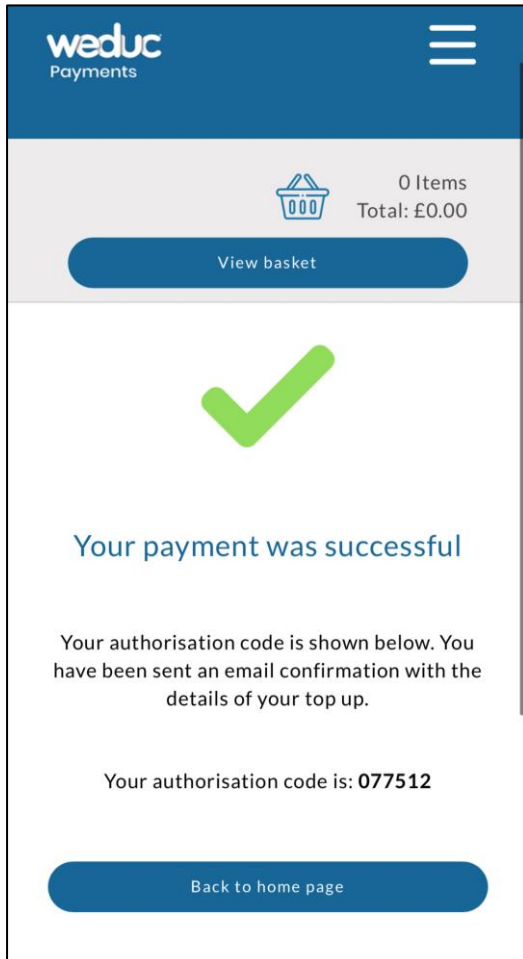 weduc
Payments
0 Items
Total: £0.00
View basket
Your payment was successful
Your authorisation code is shown below. You
have been sent an email confirmation with the
details of your top up.
Your authorisation code is: 077512
Back to home page